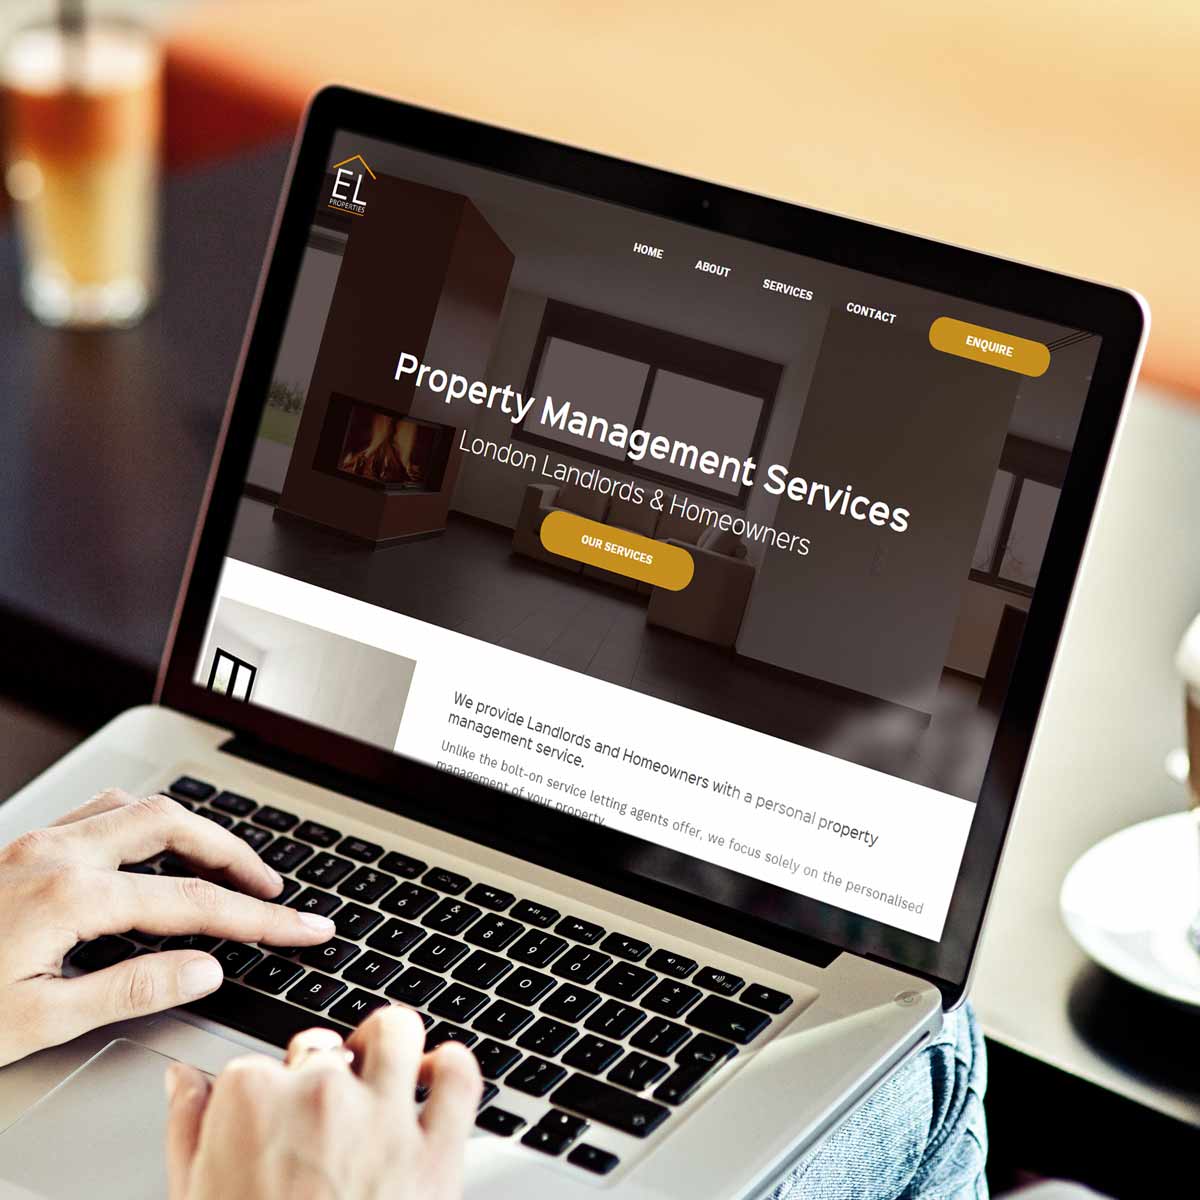 EL
PROPERTIES
HOME
ABOUT
SERVICES
CONTACT
ENQUIRE
Property Management Services
London Landlords & Homeowners
OUR SERVICES
We provide Landlords and Homeowners with a personal property
management service.
Unlike the bolt-on service letting agents offer, we focus solely on the personalised
management of your property
R T Y U I O P
G H J K L
C V B N